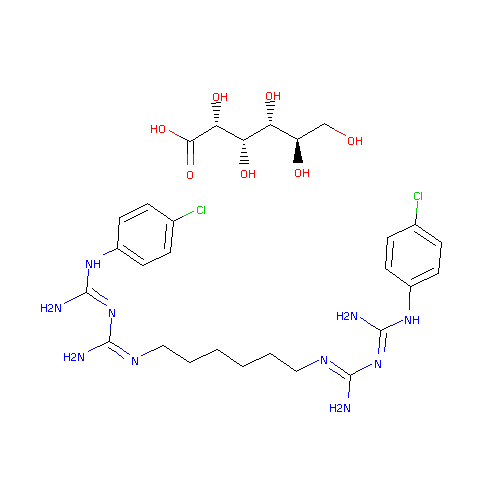 OH OH
HO
OH
O OH OH
Cl Cl
NH
H2N N H2N NH
H2N N N N
NH2